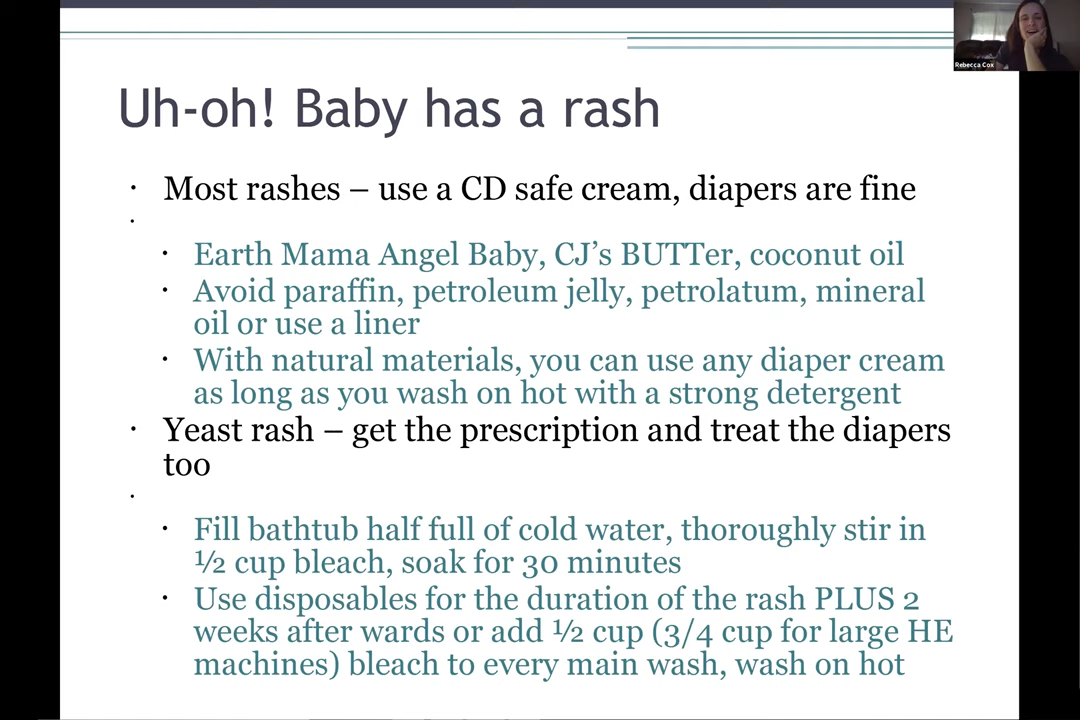 Rebecca Cox
Uh-oh! Baby has a rash
• Most rashes – use a CD safe cream, diapers are fine
•
• Earth Mama Angel Baby, CJ’s BUTTer, coconut oil
• Avoid paraffin, petroleum jelly, petrolatum, mineral
oil or use a liner
• With natural materials, you can use any diaper cream
as long as you wash on hot with a strong detergent
• Yeast rash – get the prescription and treat the diapers
too
•
• Fill bathtub half full of cold water, thoroughly stir in
½ cup bleach, soak for 30 minutes
• Use disposables for the duration of the rash PLUS 2
weeks after wards or add ½ cup (3/4 cup for large HE
machines) bleach to every main wash, wash on hot